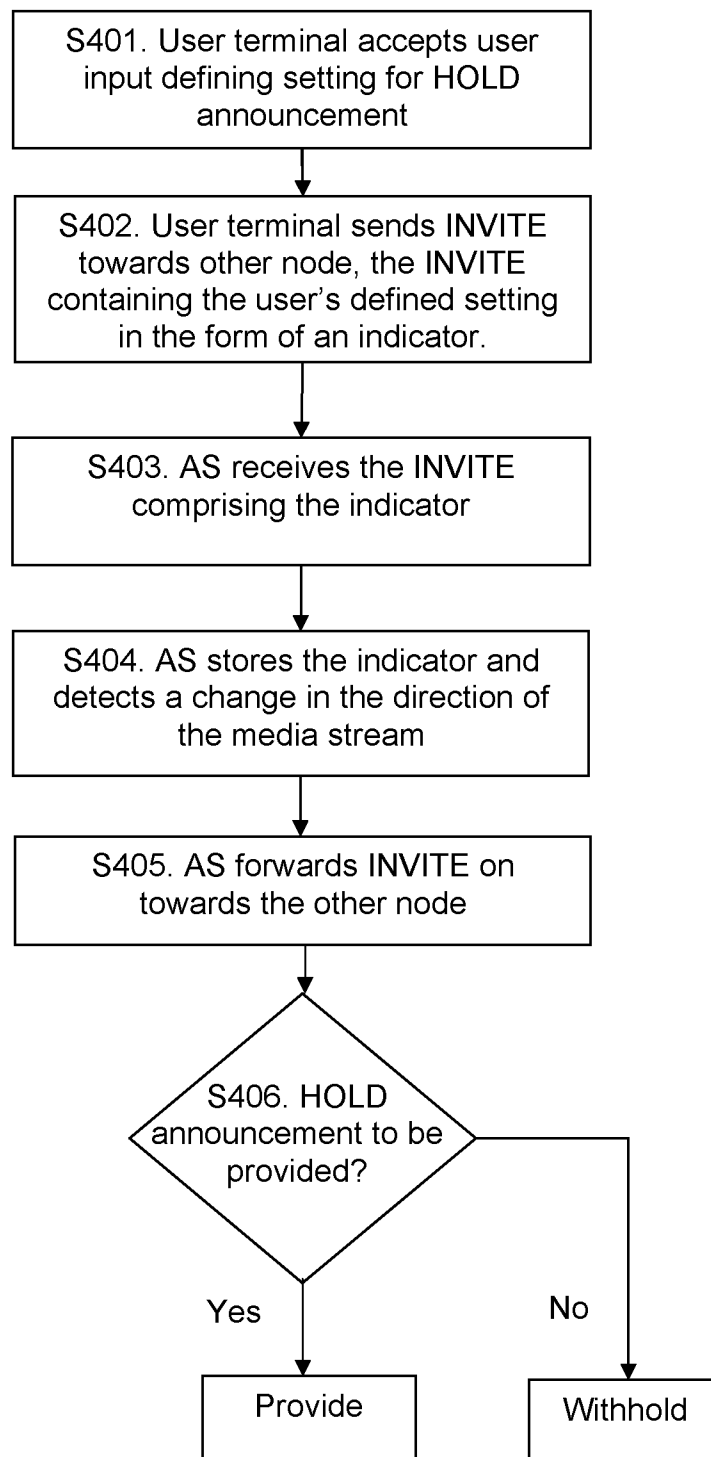 S401. User terminal accepts user
input defining setting for HOLD
announcement
S402. User terminal sends INVITE
towards other node, the INVITE
containing the user's defined setting
in the form of an indicator.
S403. AS receives the INVITE
comprising the indicator
S404. AS stores the indicator and
detects a change in the direction of
the media stream
S405. AS forwards INVITE on
towards the other node
S406. HOLD
announcement to be
provided?
Yes
No
Provide
Withhold